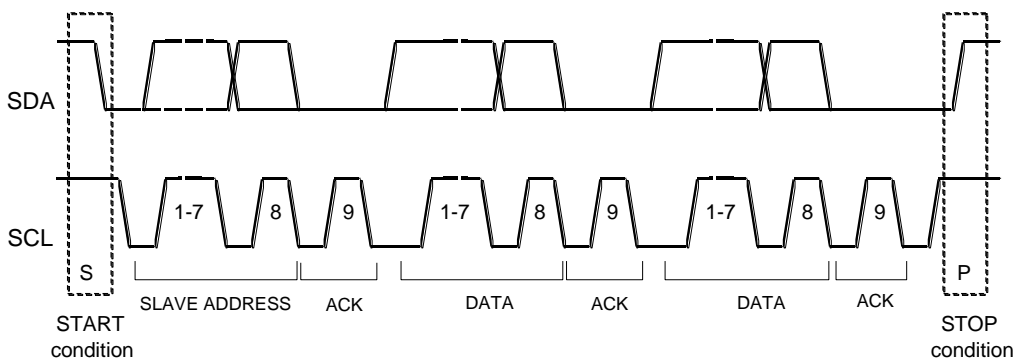 SDA
SCL
1-7 8 9 1-7 8 9 1-7 8 9
S P
SLAVE ADDRESS ACK DATA ACK DATA ACK
START
condition
STOP
condition